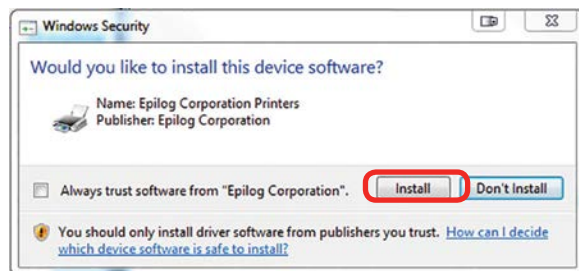 Windows Security
Would you like to install this device software?
Name: Epilog Corporation Printers
Publisher: Epilog Corporation
Always trust software from "Epilog Corporation".
Install
Don't Install
You should only install driver software from publishers you trust. How can I decide
which device software is safe to install?